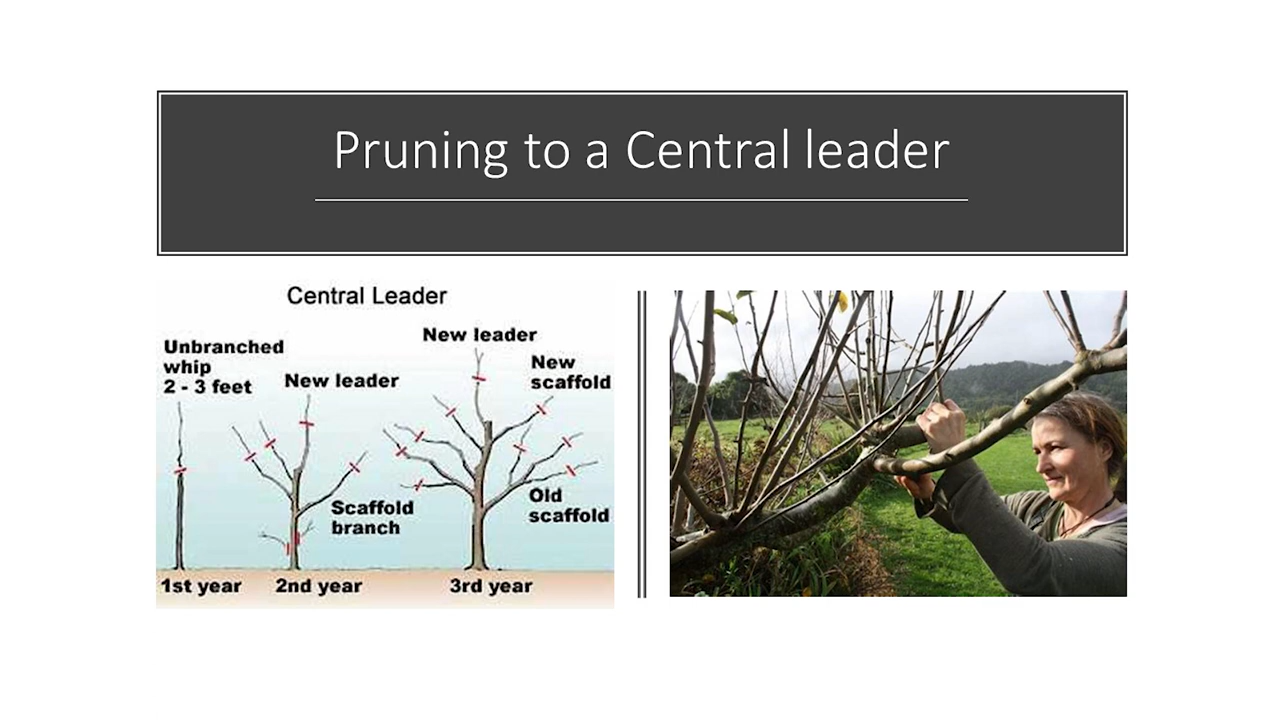 Pruning to a Central leader
Central Leader
Unbranched
whip
2 - 3 feet
New leader
New leader
New
scaffold
Scaffold
branch
Old
scaffold
1st year
2nd year
3rd year